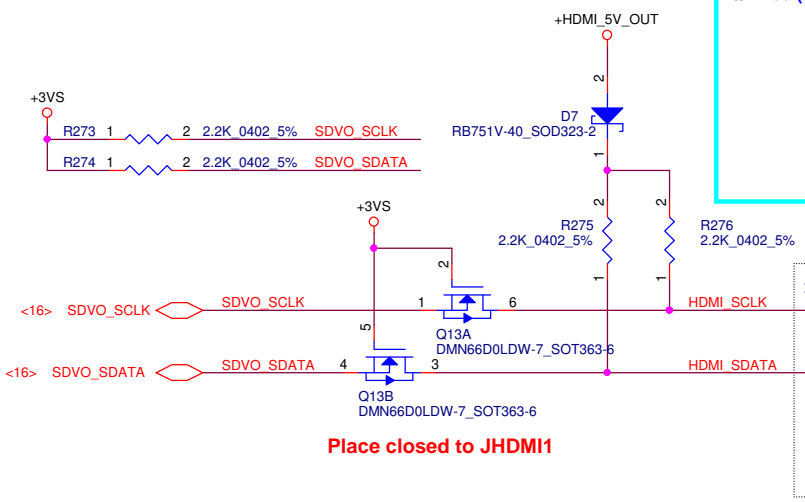 +HDMI_5V_OUT
2
D7
RB751V-40_SOD323-2
1
+3VS
R273 1 2 2.2K_0402_5% SDVO_SCLK
R274 1 2 2.2K_0402_5% SDVO_SDATA
+3VS
2 2
R275
2.2K_0402_5%
R276
2.2K_0402_5%
1 1
2
<16> SDVO_SCLK SDVO_SCLK 1 6 HDMI_SCLK
Q13A
DMN66D0LDW-7_SOT363-6
5
<16> SDVO_SDATA SDVO_SDATA 4 3 HDMI_SDATA
Q13B
DMN66D0LDW-7_SOT363-6
Place closed to JHDMI1